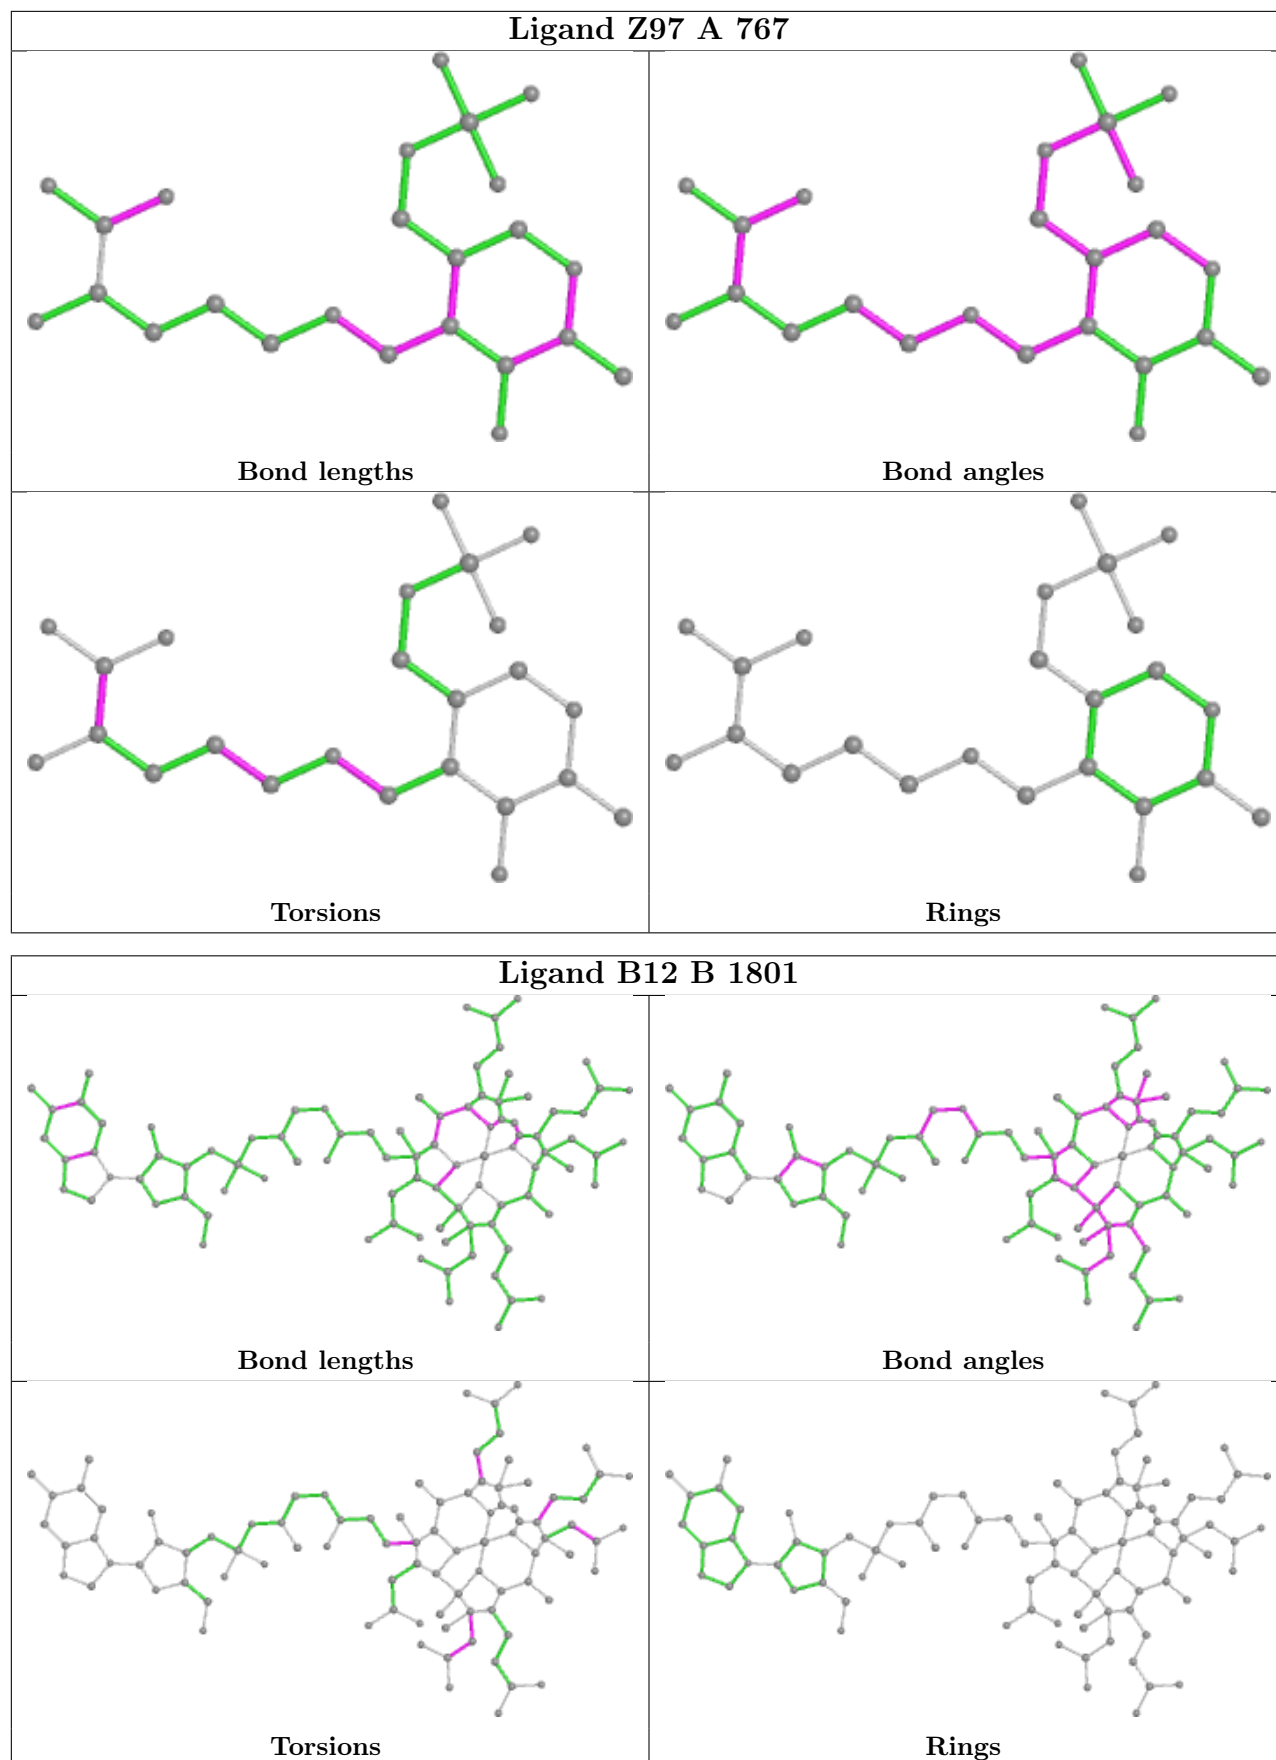 Ligand Z97 A 767
Bond lengths
Bond angles
Torsions
Rings
Ligand B12 B 1801
Bond lengths
Bond angles
Torsions
Rings